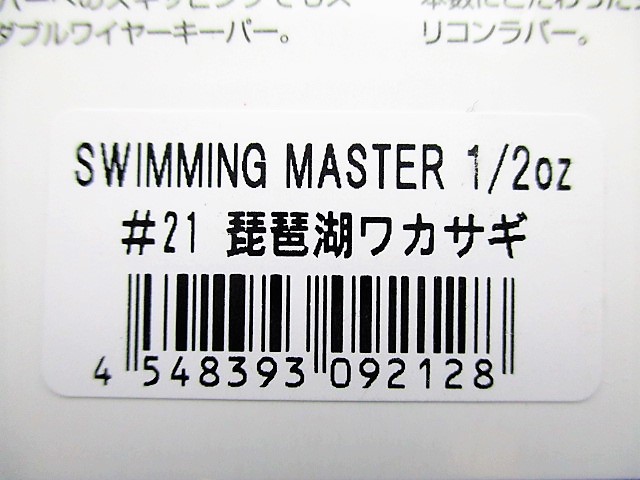 ダブルワイヤーキーパー。
リコンラバー。
SWIMMING MASTER 1/2oz
#21 琵琶湖ワカサギ
4 548393 092128